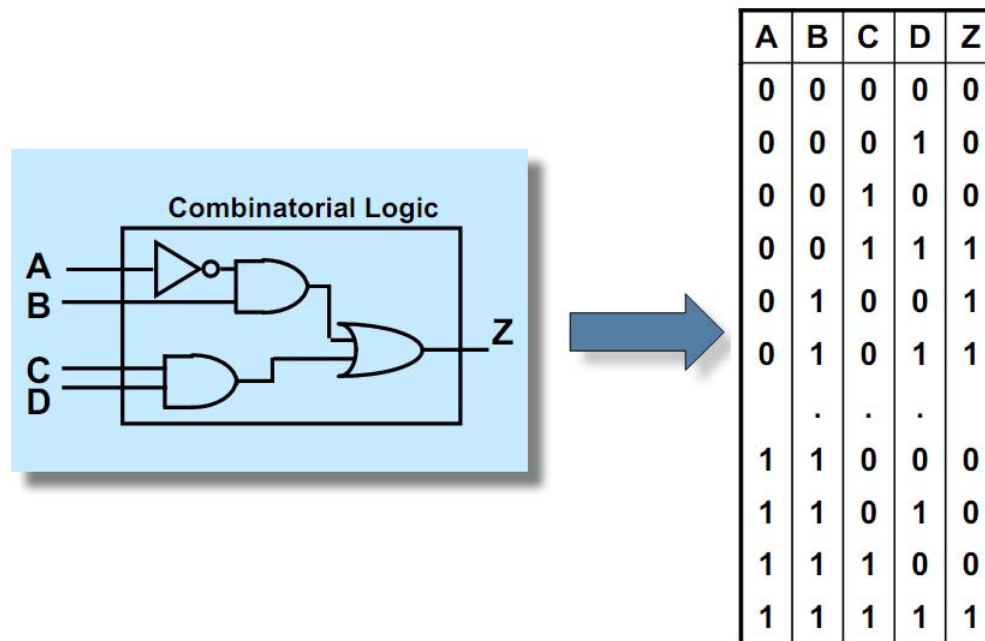 Combinatorial Logic
A
B
C
D
Z
A B C D Z
0 0 0 0 0
0 0 0 1 0
0 0 1 0 0
0 0 1 1 1
0 1 0 0 1
0 1 0 1 1
. . .
1 1 0 0 0
1 1 0 1 0
1 1 1 0 0
1 1 1 1 1